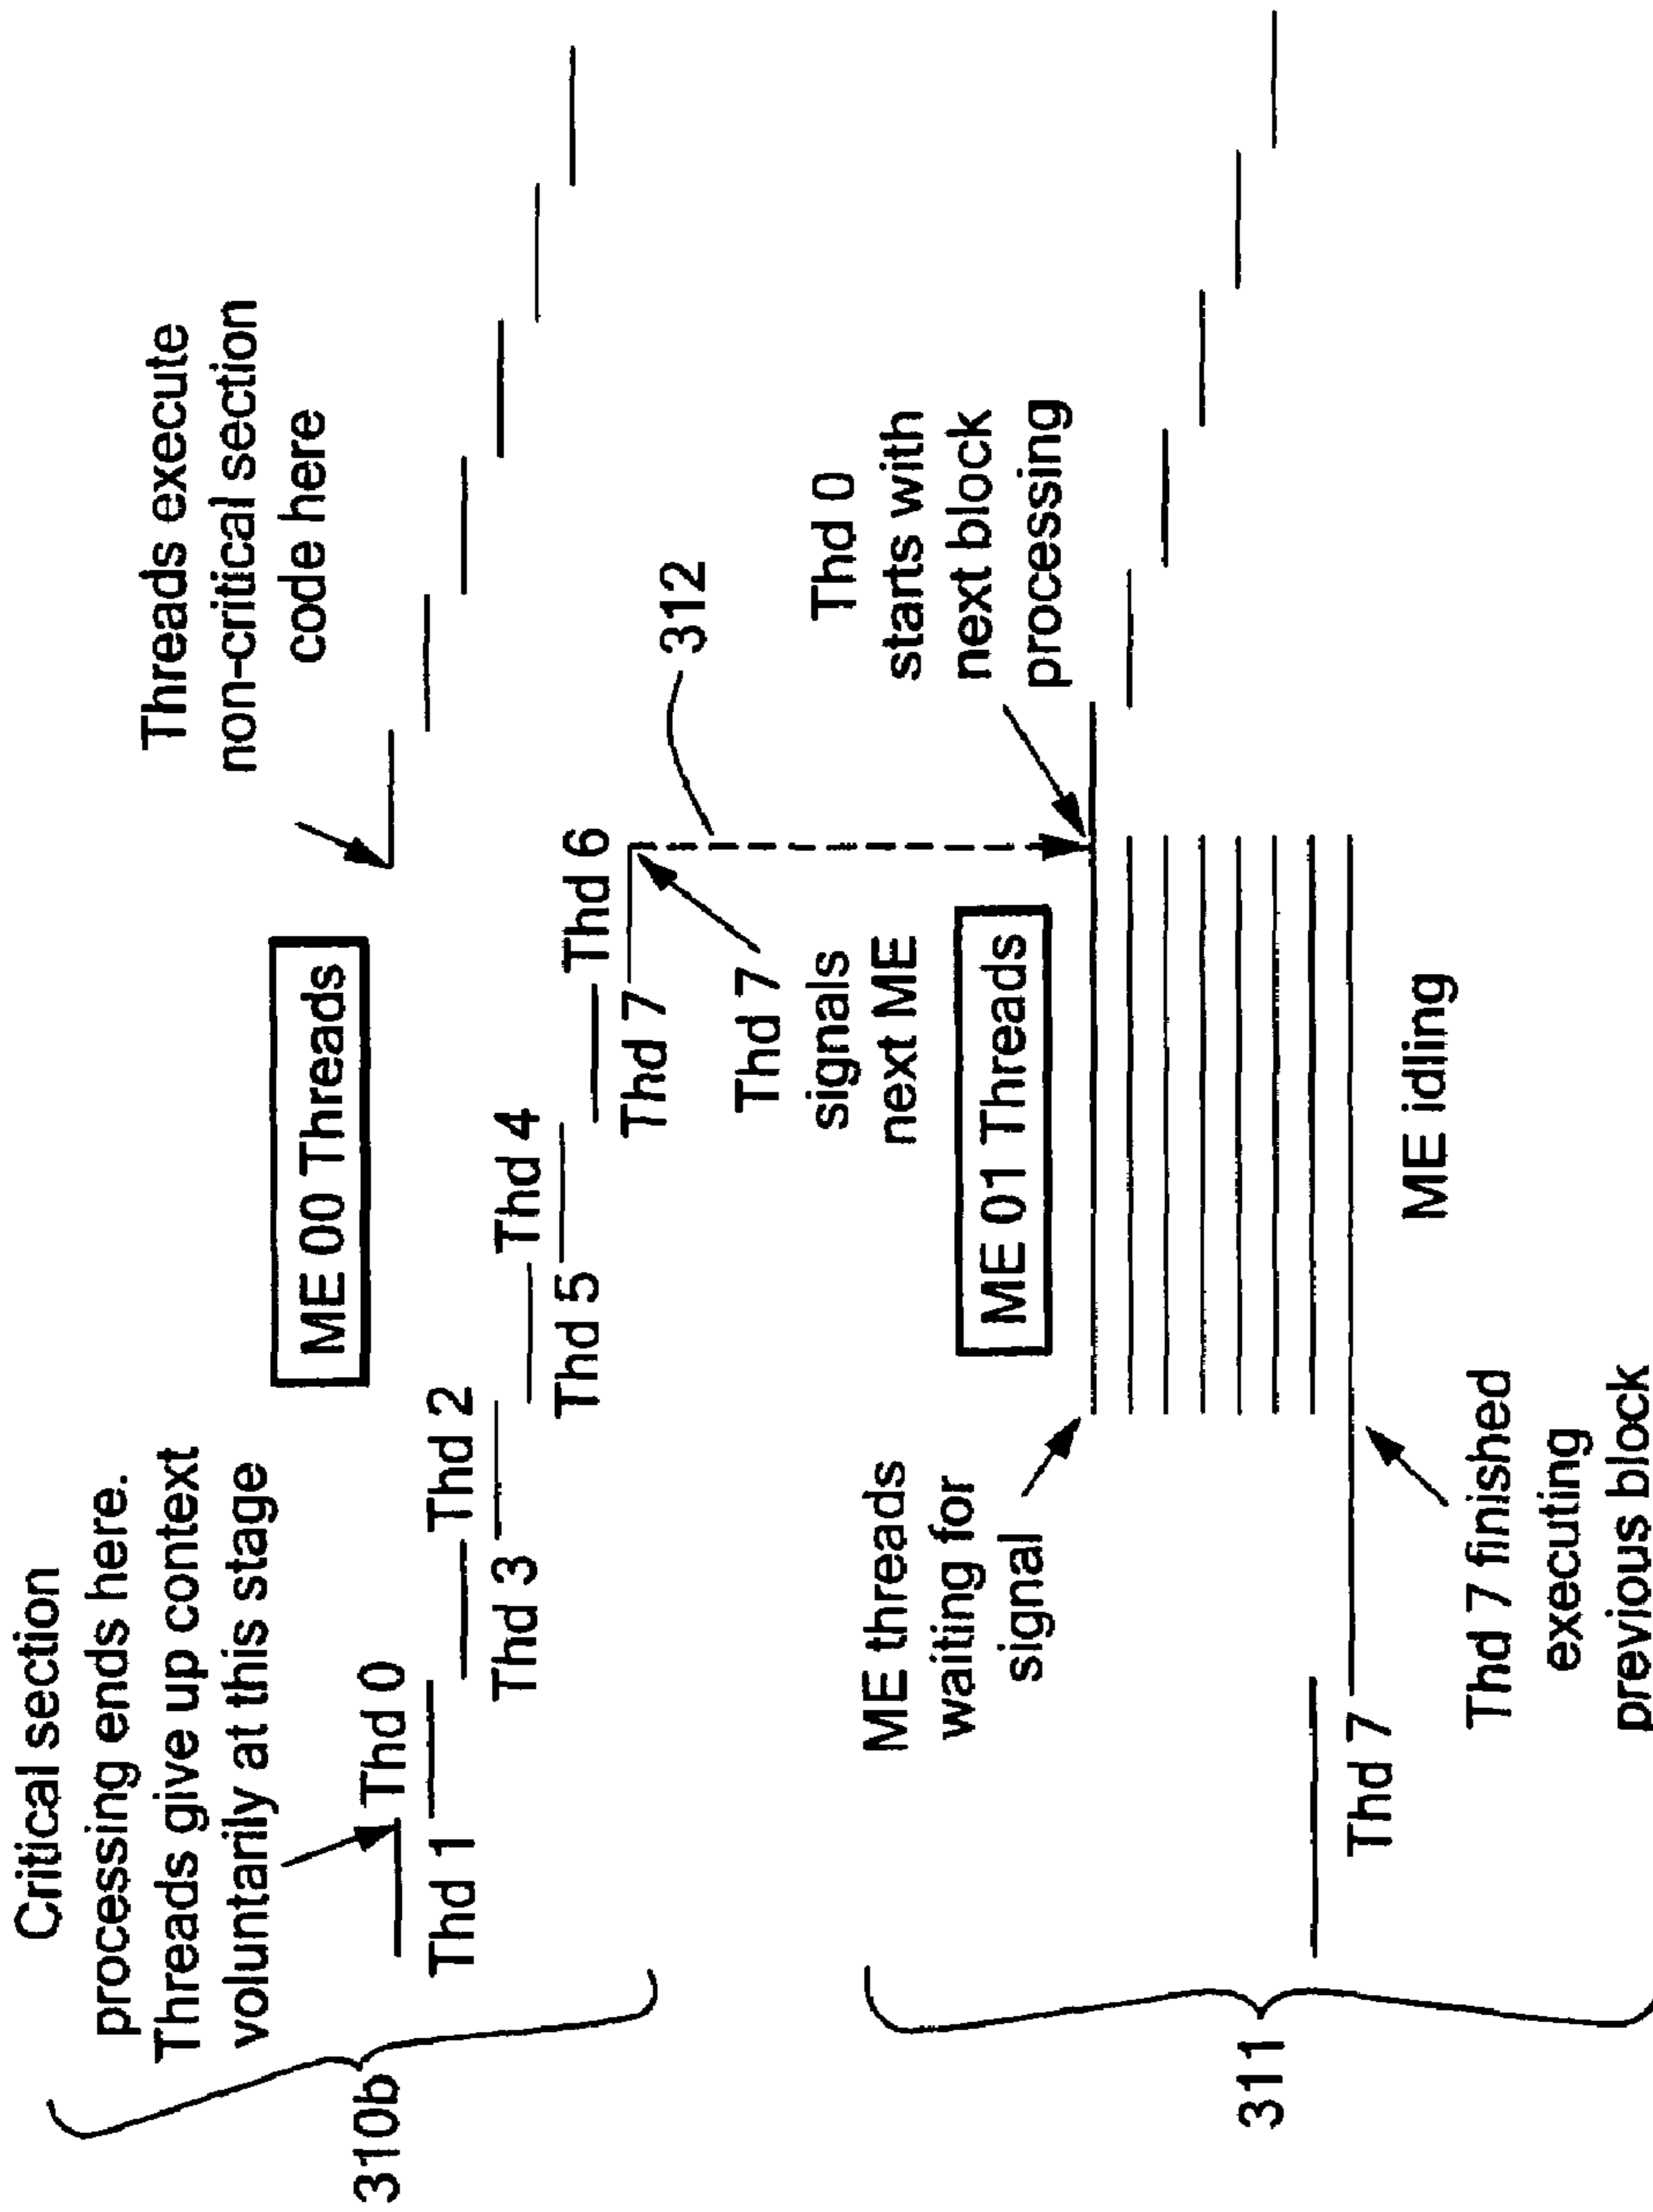 Critical section
processing ends here.
Threads give up context
voluntarily at this stage
ME 00 Threads
Threads execute
non-critical section
code here
310b
Thd 0
Thd 1
Thd 2
Thd 3
Thd 4
Thd 5
Thd 6
Thd 7
Thd 7
signals
next ME
312
ME threads
waiting for
signal
ME 01 Threads
Thd 0
starts with
next block
processing
311
Thd 7
Thd 7 finished
executing
previous block
ME idling